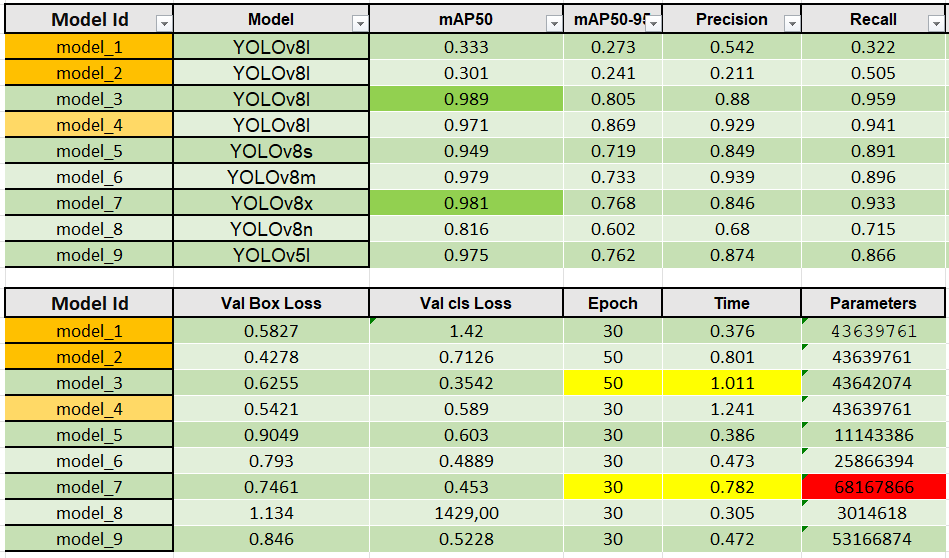 Model Id Model mAP50 mAP50-95 Precision Recall
model_1 YOLOv8l 0.333 0.273 0.542 0.322
model_2 YOLOv8l 0.301 0.241 0.211 0.505
model_3 YOLOv8l 0.989 0.805 0.88 0.959
model_4 YOLOv8l 0.971 0.869 0.929 0.941
model_5 YOLOv8s 0.949 0.719 0.849 0.891
model_6 YOLOv8m 0.979 0.733 0.939 0.896
model_7 YOLOv8x 0.981 0.768 0.846 0.933
model_8 YOLOv8n 0.816 0.602 0.68 0.715
model_9 YOLOv5l 0.975 0.762 0.874 0.866
Model Id Val Box Loss Val cls Loss Epoch Time Parameters
model_1 0.5827 1.42 30 0.376 43639761
model_2 0.4278 0.7126 50 0.801 43639761
model_3 0.6255 0.3542 50 1.011 43642074
model_4 0.5421 0.589 30 1.241 43639761
model_5 0.9049 0.603 30 0.386 11143386
model_6 0.793 0.4889 30 0.473 25866394
model_7 0.7461 0.453 30 0.782 68167866
model_8 1.134 1429,00 30 0.305 3014618
model_9 0.846 0.5228 30 0.472 53166874